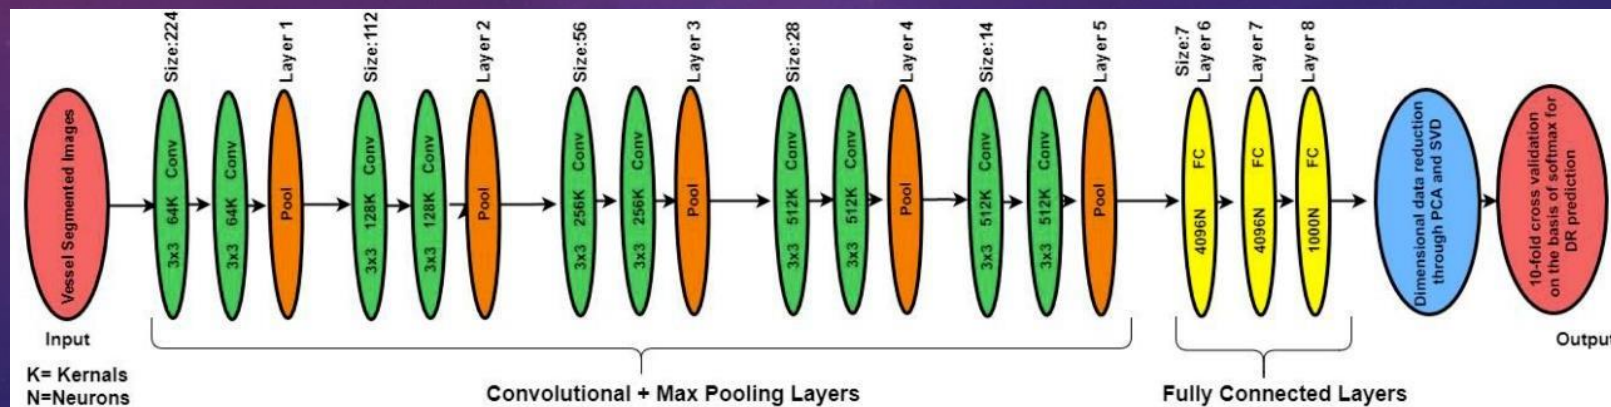 Size:224
Layer 1
Size:112
Layer 2
Size:56
Layer 3
Size:28
Layer 4
Size:14
Layer 5
Size:7
Layer 6
Layer 7
Layer 8
Vessel Segmented Images
3x3 64K Conv
3x3 64K Conv
Pool
3x3 128K Conv
3x3 128K Conv
Pool
3x3 256K Conv
3x3 256K Conv
Pool
3x3 512K Conv
3x3 512K Conv
Pool
3x3 512K Conv
3x3 512K Conv
Pool
4096N FC
4096N FC
1000N FC
Dimensional data reduction
through PCA and SVD
10-fold cross validation
on the basis of softmax for
DR prediction
Input
Output
K= Kernals
N=Neurons
Convolutional + Max Pooling Layers
Fully Connected Layers